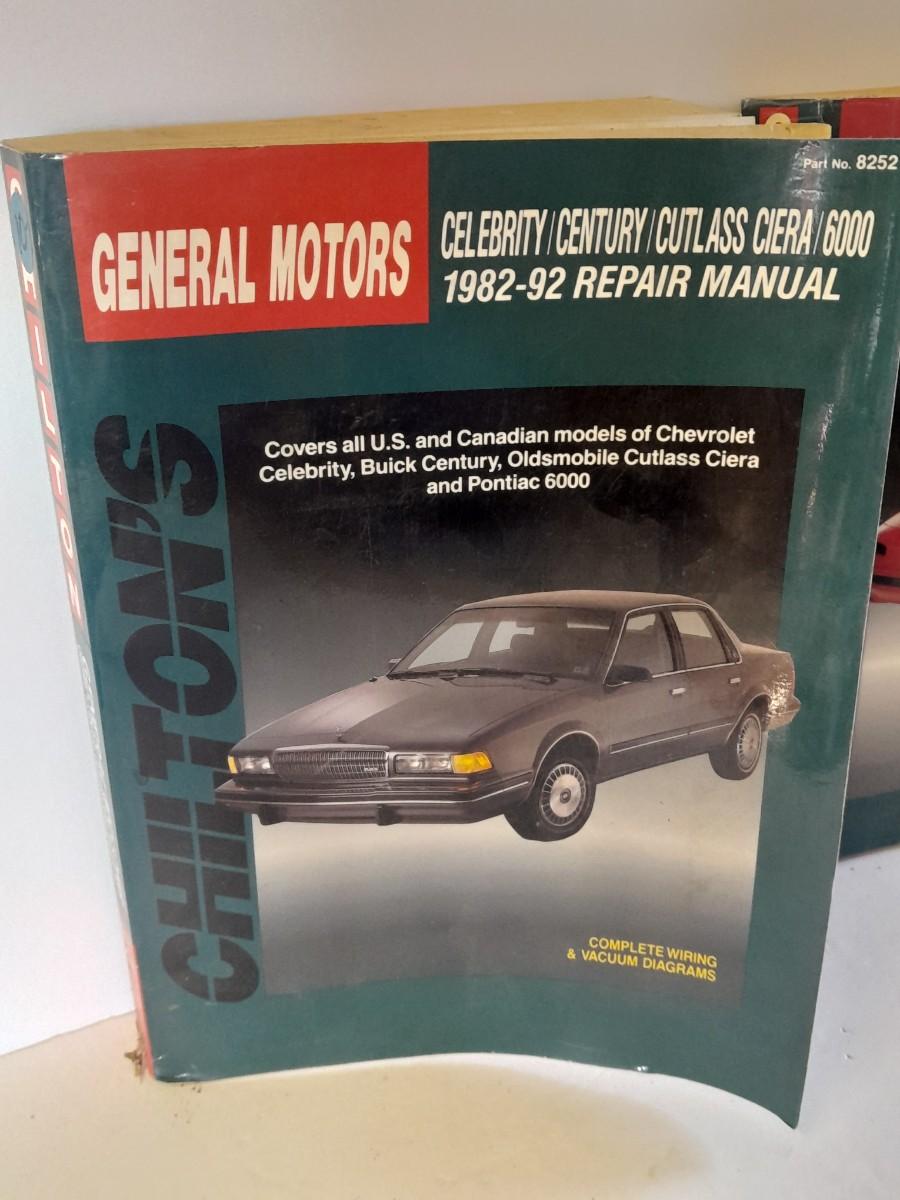 GENERAL MOTORS
CELEBRITY/CENTURY/CUTLASS CIERA/6000
1982-92 REPAIR MANUAL
Part No. 8252
CHILTON'S
Covers all U.S. and Canadian models of Chevrolet
Celebrity, Buick Century, Oldsmobile Cutlass Ciera
and Pontiac 6000
COMPLETE WIRING
& VACUUM DIAGRAMS
CHILTON